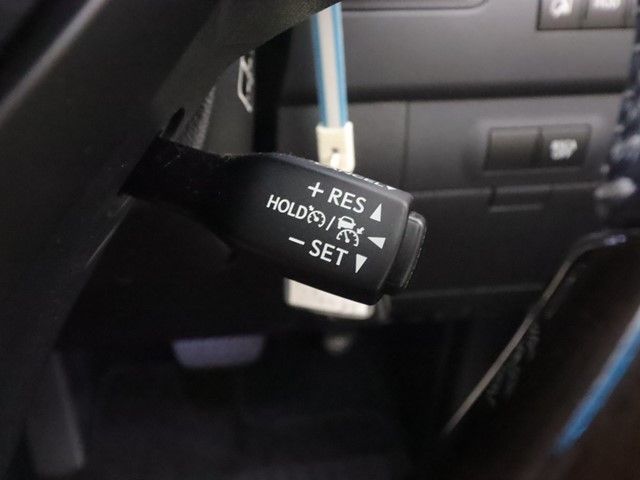 + RES
HOLD /
− SET